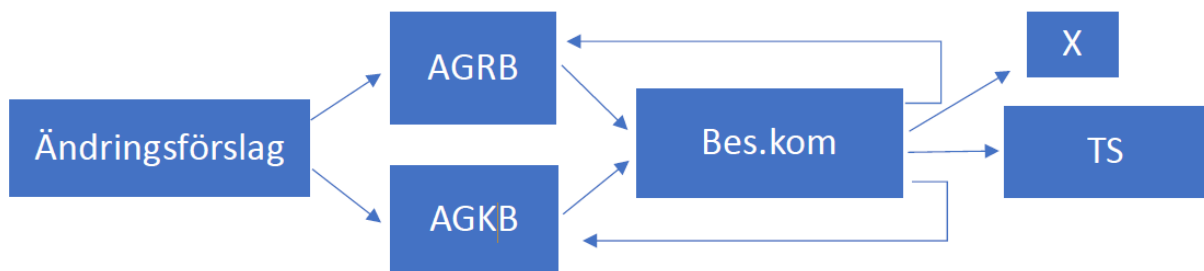 Ändringsförslag
AGRB
AGKB
Bes.kom
X
TS